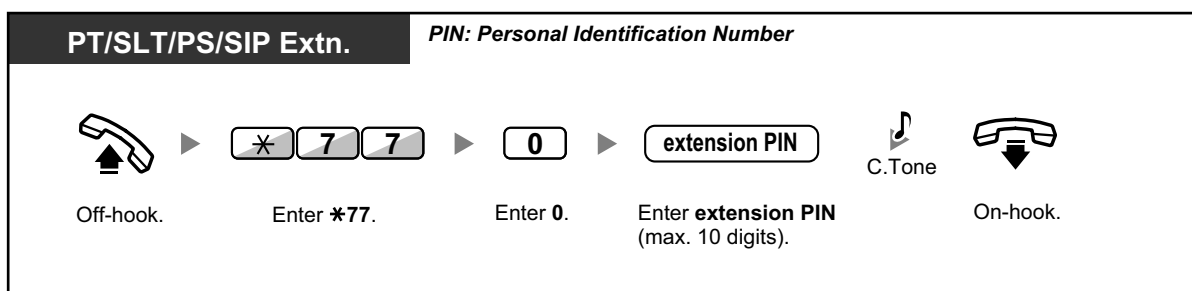 PT/SLT/PS/SIP Extn.
PIN: Personal Identification Number
* 7 7
0
extension PIN
C.Tone
Off-hook.
Enter *77.
Enter 0.
Enter extension PIN
(max. 10 digits).
On-hook.